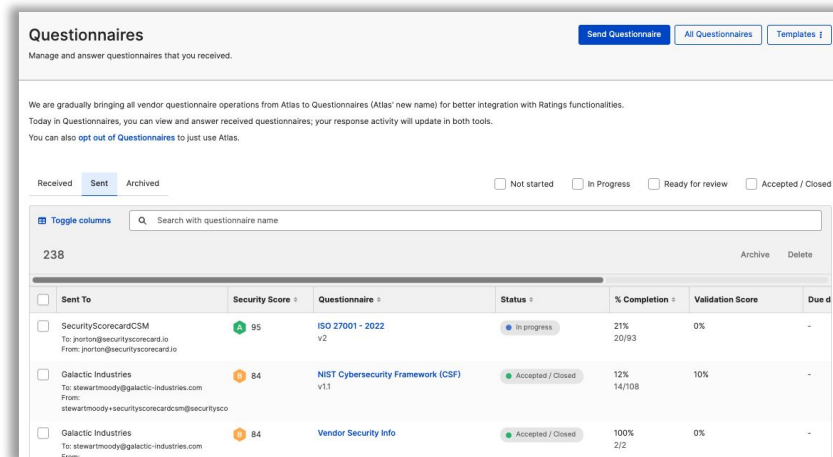 Questionnaires
Send Questionnaire
All Questionnaires
Templates
Manage and answer questionnaires that you received.
We are gradually bringing all vendor questionnaire operations from Atlas to Questionnaires (Atlas' new name) for better integration with Ratings functionalities.
Today in Questionnaires, you can view and answer received questionnaires; your response activity will update in both tools.
You can also opt out of Questionnaires to just use Atlas.
Received Sent Archived Not started In Progress Ready for review Accepted / Closed
Toggle columns Search with questionnaire name
238 Archive Delete
Sent To Security Score Questionnaire Status % Completion Validation Score Due d
SecurityScorecardCSM A 95 ISO 27001 - 2022 In progress 21% 0% -
To: jnorton@securityscorecard.io v2 20/93
From: jnorton@securityscorecard.io
Galactic Industries B 84 NIST Cybersecurity Framework (CSF) Accepted / Closed 12% 10% -
To: stewartmoody@galactic-industries.com v1.1 14/108
From:
stewartmoody+securityscorecardcsm@securitysco
Galactic Industries B 84 Vendor Security Info Accepted / Closed 100% 0% -
To: stewartmoody@galactic-industries.com 2/2
From: